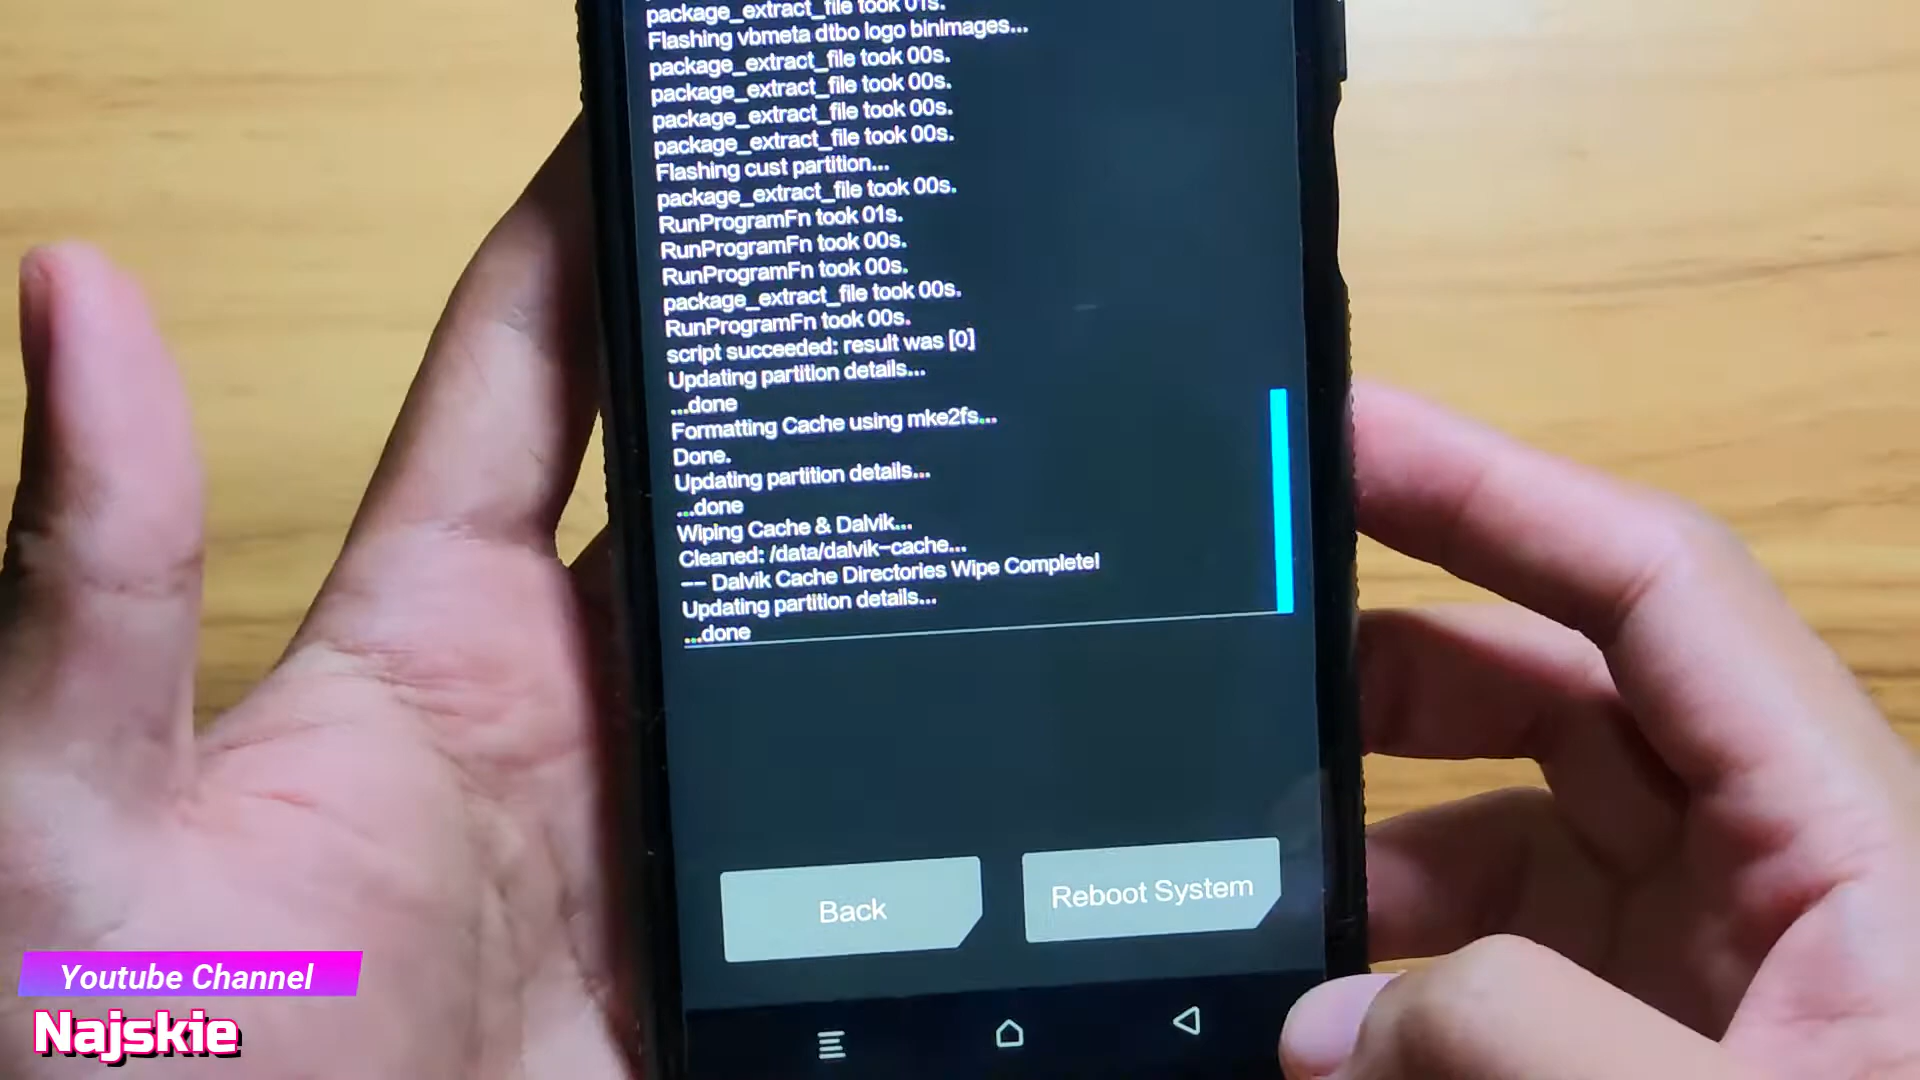 package_extract_file took 01s.
Flashing vbmeta dtbo logo binimages...
package_extract_file took 00s.
package_extract_file took 00s.
package_extract_file took 00s.
package_extract_file took 00s.
Flashing cust partition...
package_extract_file took 00s.
RunProgramFn took 01s.
RunProgramFn took 00s.
RunProgramFn took 00s.
package_extract_file took 00s.
RunProgramFn took 00s.
script succeeded: result was [0]
Updating partition details...
...done
Formatting Cache using mke2fs...
Done.
Updating partition details...
...done
Wiping Cache & Dalvik...
Cleaned: /data/dalvik-cache...
-- Dalvik Cache Directories Wipe Complete!
Updating partition details...
...done
Back
Reboot System
Youtube Channel
Najskie